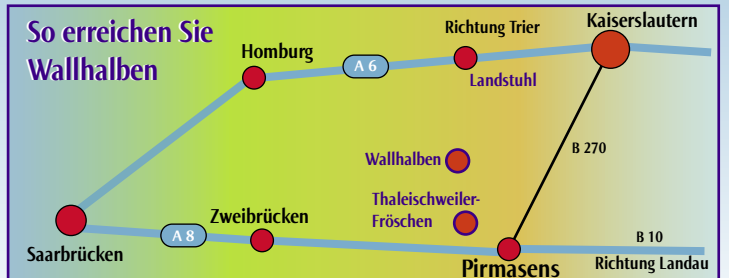 So erreichen Sie
Wallhalben
Homburg
A 6
Richtung Trier
Kaiserslautern
Landstuhl
Wallhalben
B 270
Thaleischweiler-
Fröschen
Saarbrücken
A 8
Zweibrücken
Pirmasens
B 10
Richtung Landau